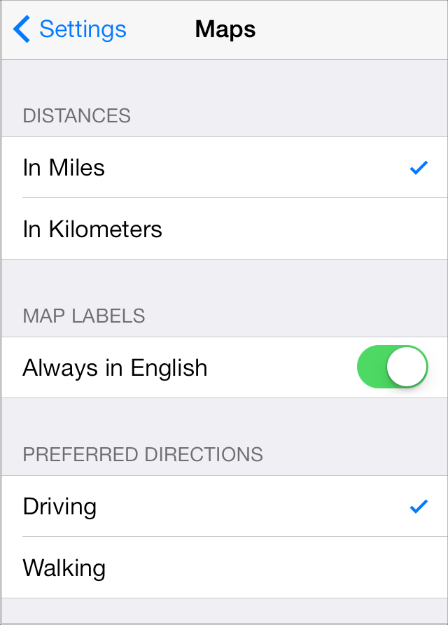 Settings Maps
DISTANCES
In Miles
In Kilometers
MAP LABELS
Always in English
PREFERRED DIRECTIONS
Driving
Walking